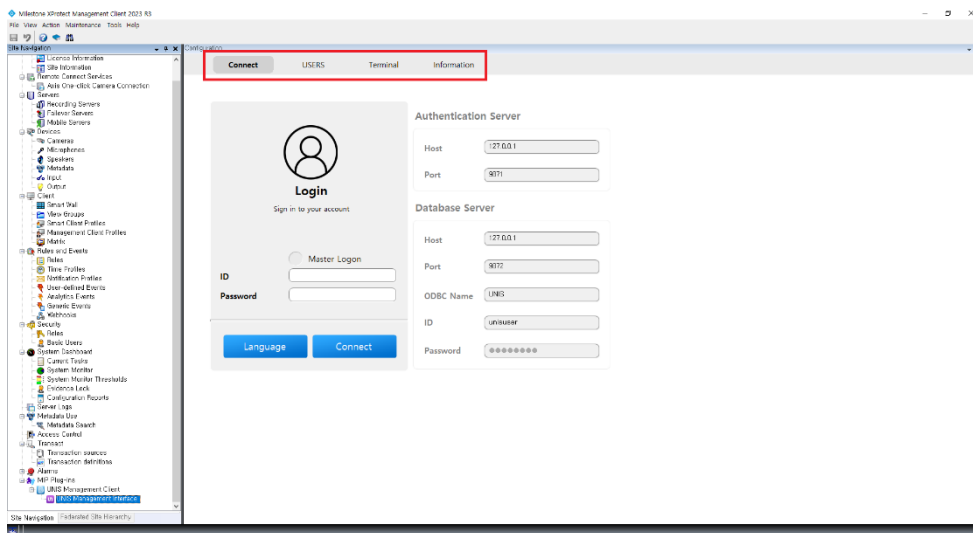 Milestone XProtect Management Client 2023 R3
File View Action Maintenance Tools Help
Site Navigation
License Information
Site Information
Remote Connect Services
Axis One-click Camera Connection
Servers
Recording Servers
Failover Servers
Mobile Servers
Devices
Cameras
Microphones
Speakers
Metadata
Input
Output
Client
Smart Wall
View Groups
Smart Client Profiles
Management Client Profiles
Matrix
Rules and Events
Rules
Time Profiles
Notification Profiles
User-defined Events
Analytics Events
Generic Events
Webhooks
Security
Roles
Basic Users
System Dashboard
Current Tasks
System Monitor
System Monitor Thresholds
Evidence Lock
Configuration Reports
Server Logs
Metadata Use
Metadata Search
Access Control
Transact
Transaction sources
Transaction definitions
Alarms
MIP Plug-ins
UNIS Management Client
UNIS Management Interface
Site Navigation Federated Site Hierarchy
Configuration
Connect USERS Terminal Information
Login
Sign in to your account
Master Logon
ID
Password
Language Connect
Authentication Server
Host 127.0.0.1
Port 9071
Database Server
Host 127.0.0.1
Port 9072
ODBC Name UNIS
ID unisuser
Password